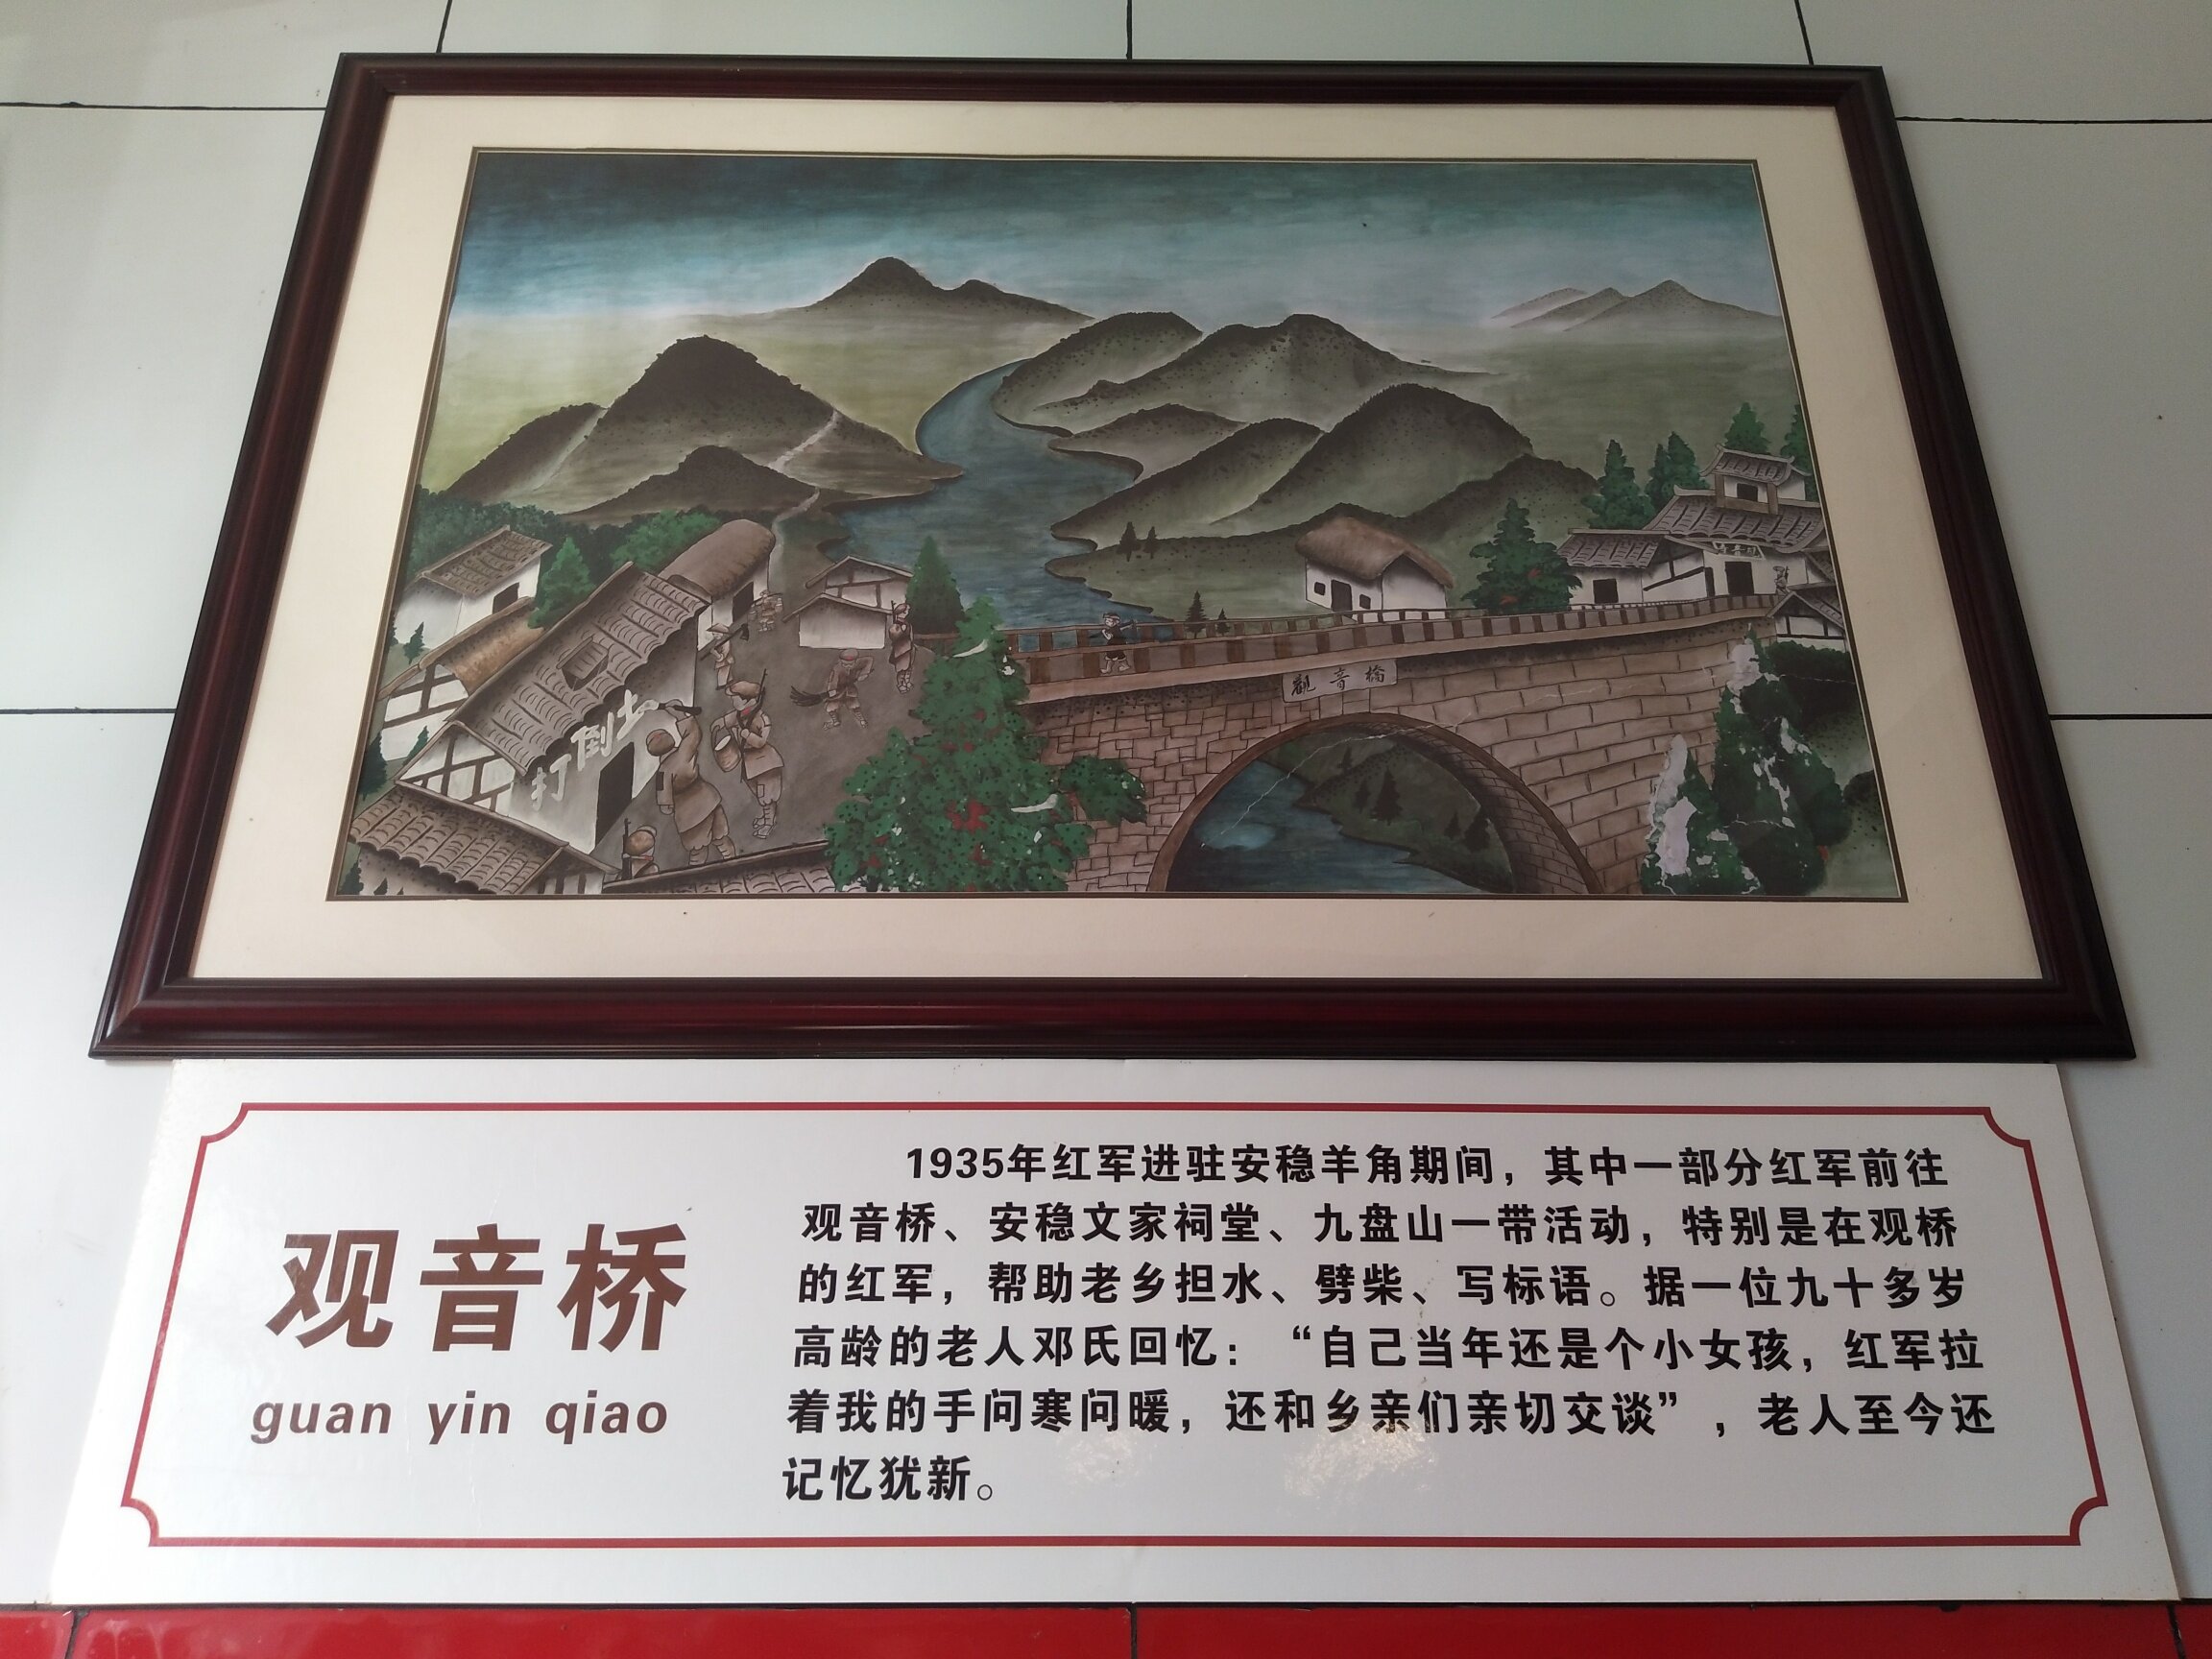 打倒土
觀音橋
观音桥
guan yin qiao
1935年红军进驻安稳羊角期间，其中一部分红军前往
观音桥、安稳文家祠堂、九盘山一带活动，特别是在观桥
的红军，帮助老乡担水、劈柴、写标语。据一位九十多岁
高龄的老人邓氏回忆：“自己当年还是个小女孩，红军拉
着我的手问寒问暖，还和乡亲们亲切交谈”，老人至今还
记忆犹新。